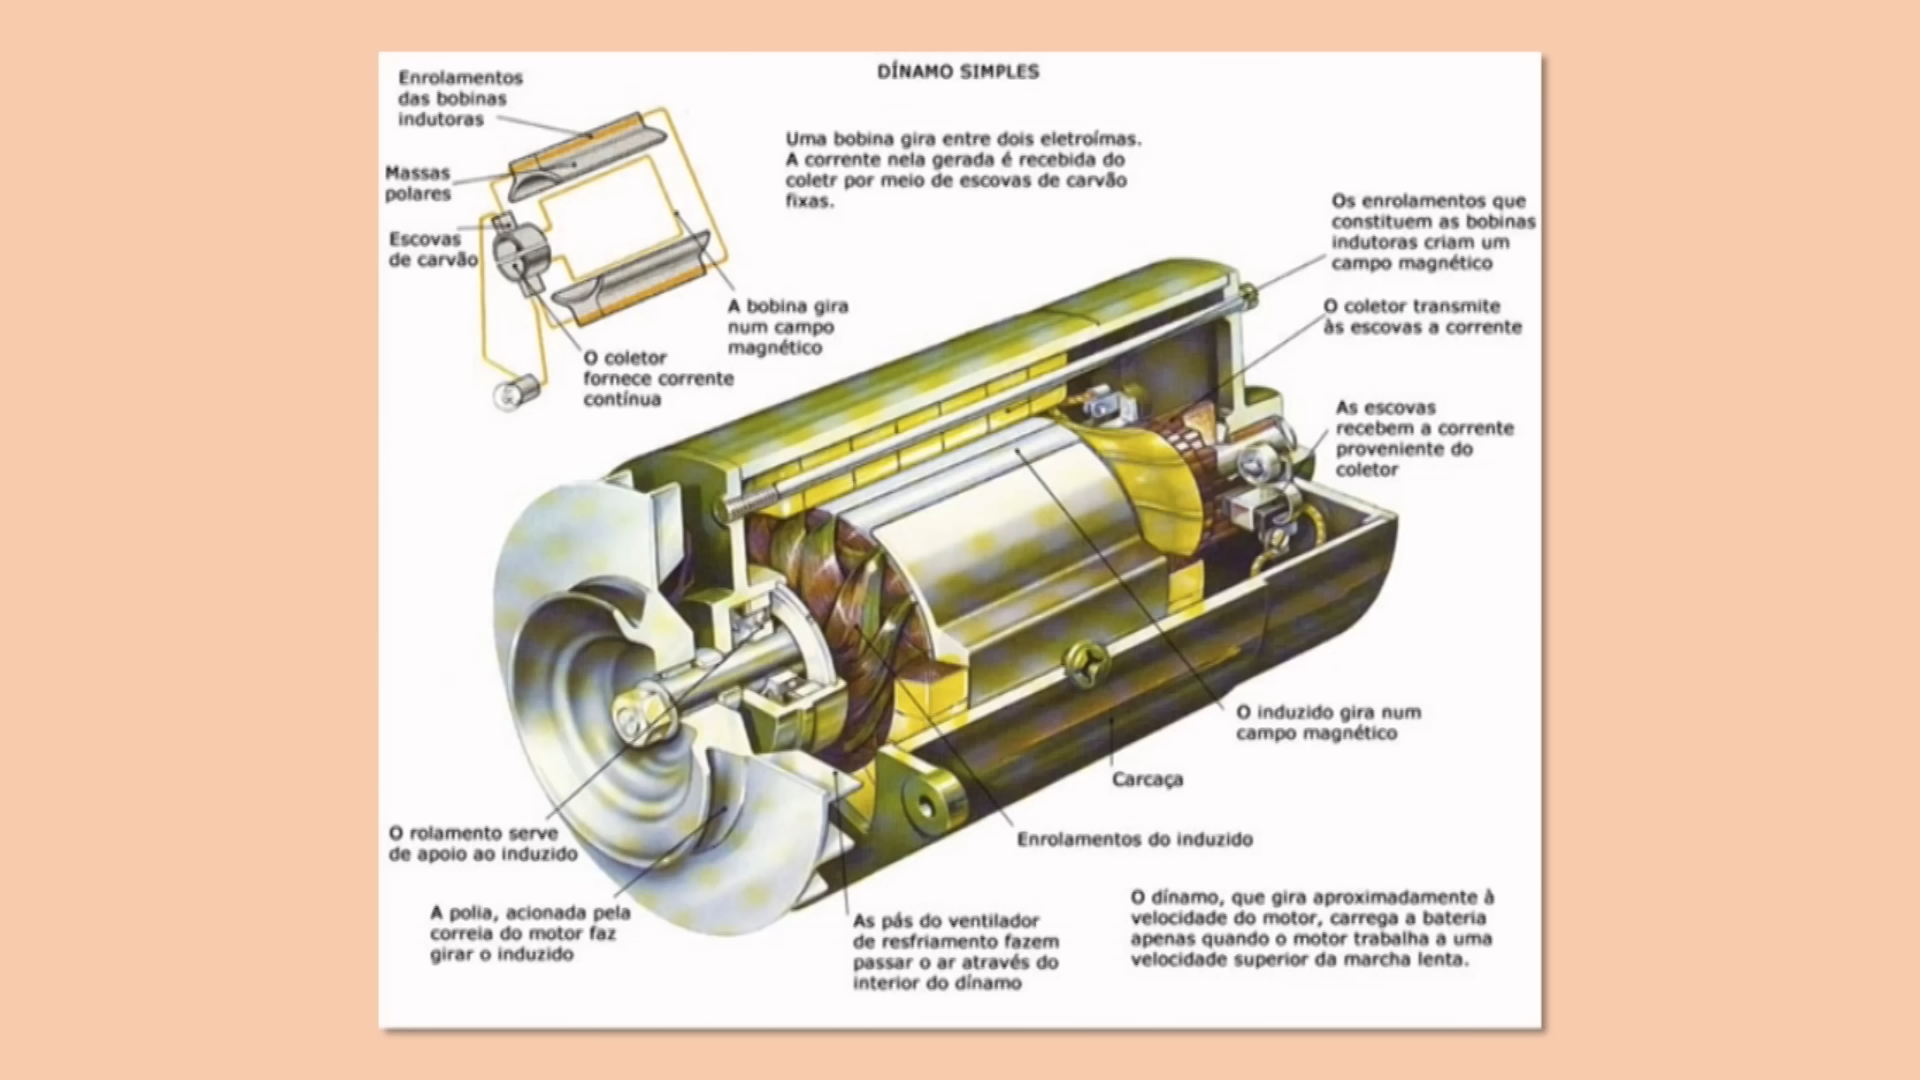 DÍNAMO SIMPLES
Enrolamentos
das bobinas
indutoras
Massas
polares
Escovas
de carvão
Uma bobina gira entre dois eletroímas.
A corrente nela gerada é recebida do
coletr por meio de escovas de carvão
fixas.
A bobina gira
num campo
magnético
O coletor
fornece corrente
contínua
Os enrolamentos que
constituem as bobinas
indutoras criam um
campo magnético
O coletor transmite
às escovas a corrente
As escovas
recebem a corrente
proveniente do
coletor
O induzido gira num
campo magnético
Carcaça
Enrolamentos do induzido
O rolamento serve
de apoio ao induzido
A polia, acionada pela
correia do motor faz
girar o induzido
As pás do ventilador
de resfriamento fazem
passar o ar através do
interior do dínamo
O dínamo, que gira aproximadamente à
velocidade do motor, carrega a bateria
apenas quando o motor trabalha a uma
velocidade superior da marcha lenta.